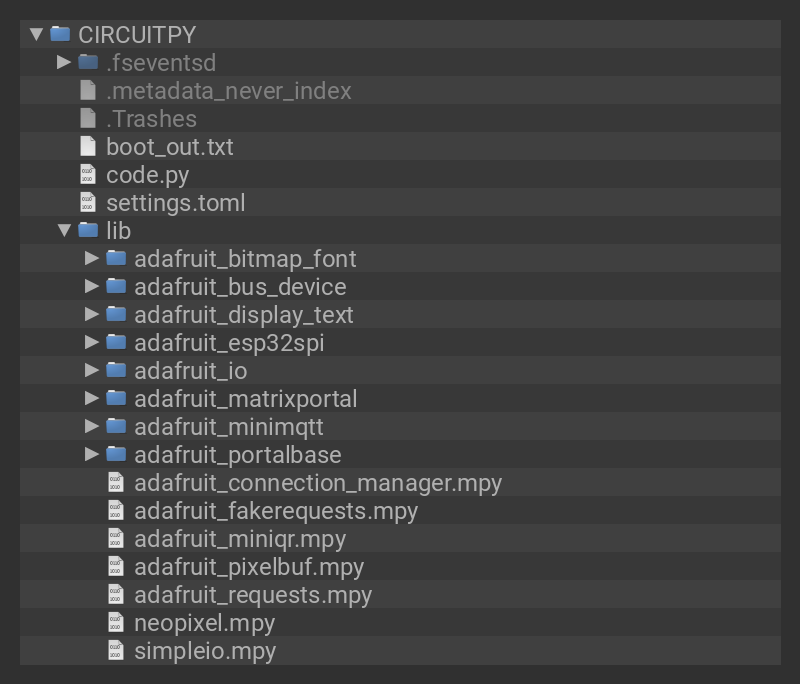 CIRCUITPY
.fseventsd
.metadata_never_index
.Trashes
boot_out.txt
code.py
settings.toml
lib
adafruit_bitmap_font
adafruit_bus_device
adafruit_display_text
adafruit_esp32spi
adafruit_io
adafruit_matrixportal
adafruit_minimqtt
adafruit_portalbase
adafruit_connection_manager.mpy
adafruit_fakerequests.mpy
adafruit_miniqr.mpy
adafruit_pixelbuf.mpy
adafruit_requests.mpy
neopixel.mpy
simpleio.mpy